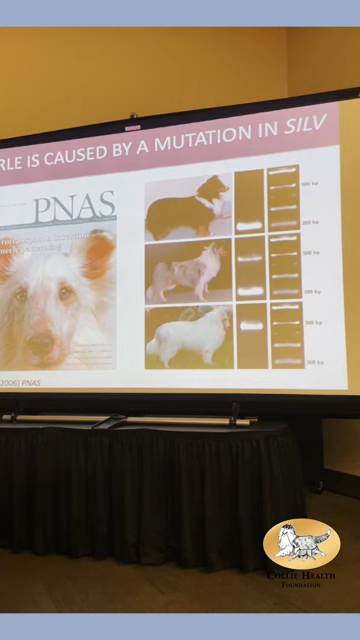 RLE IS CAUSED BY A MUTATION IN SILV
PNAS
500 bp
200 bp
500 bp
200 bp
500 bp
200 bp
(2006) PNAS
COLLIE HEALTH
FOUNDATION